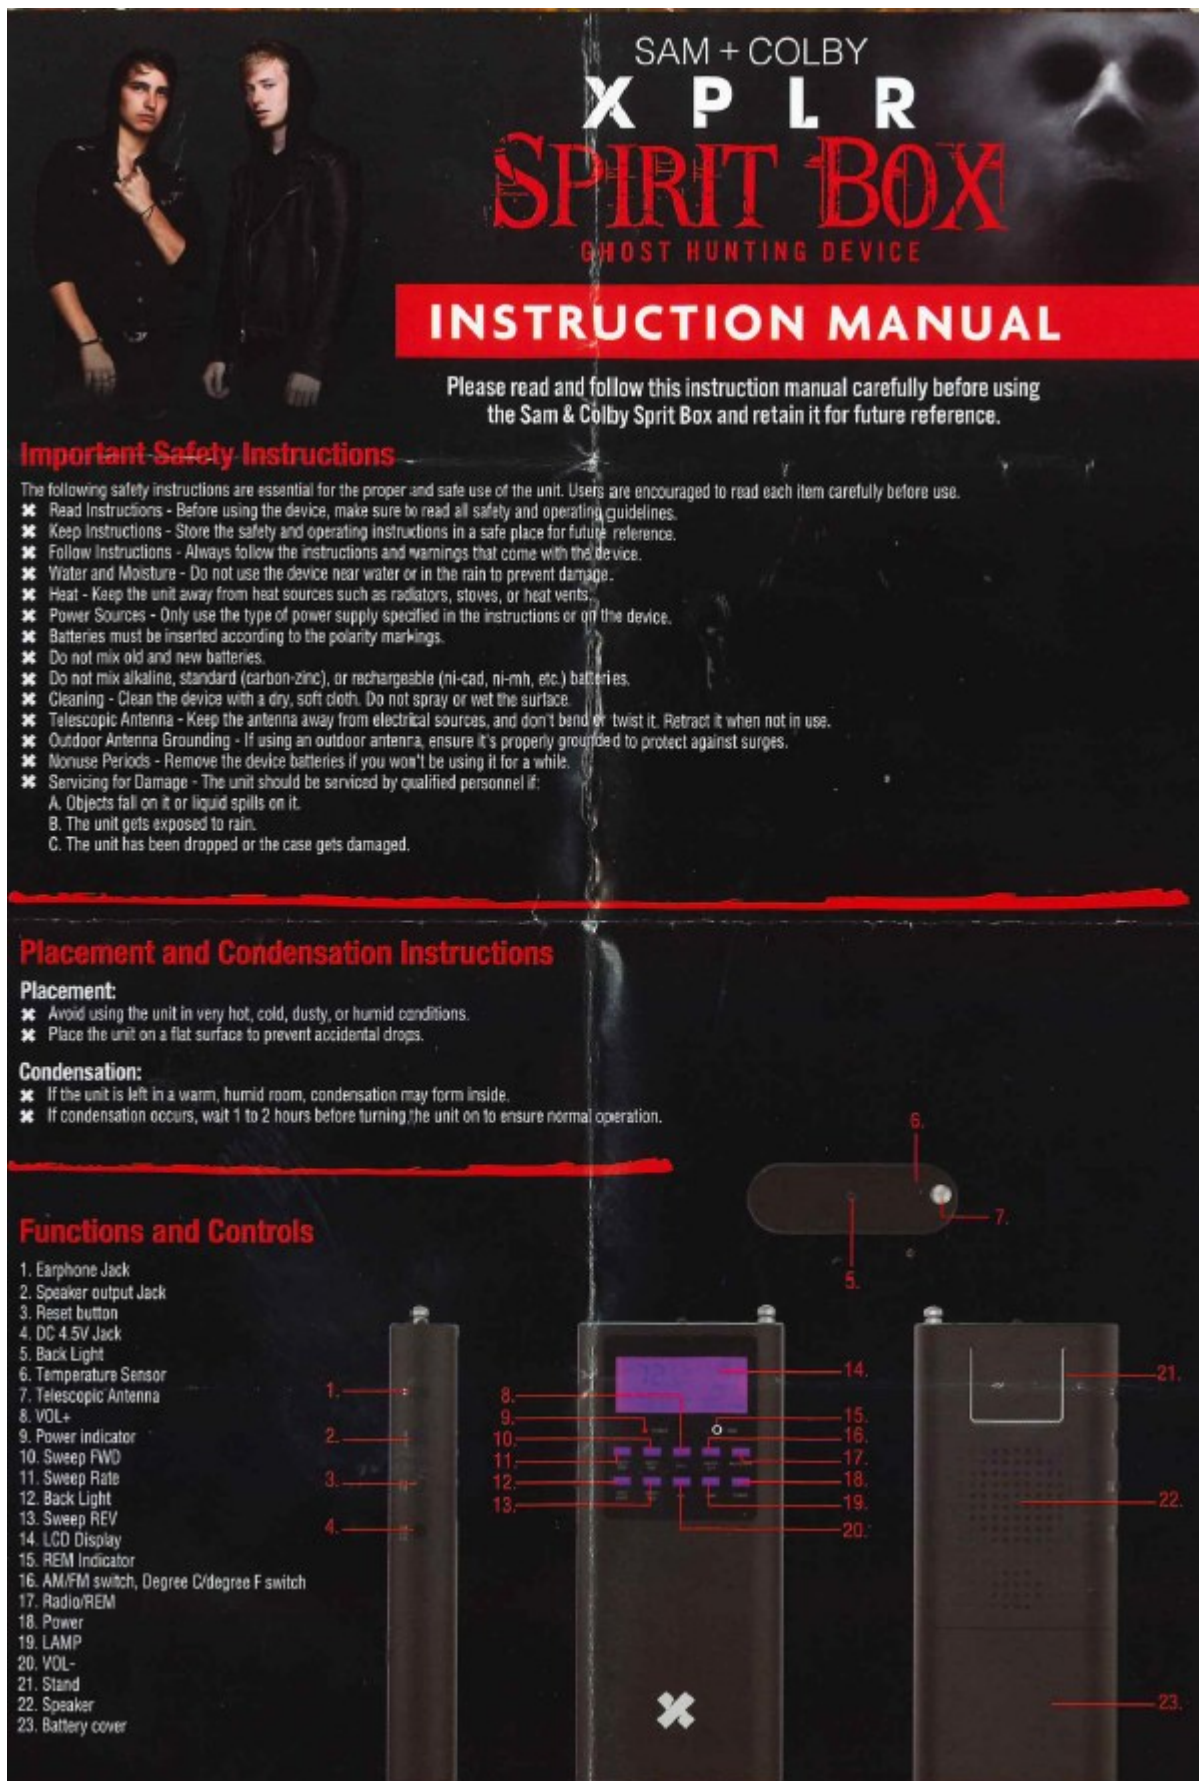 SAM + COLBY
XPLR
SPIRIT BOX
GHOST HUNTING DEVICE
INSTRUCTION MANUAL
Please read and follow this instruction manual carefully before using
the Sam & Colby Sprit Box and retain it for future reference.
Important Safety Instructions
The following safety instructions are essential for the proper and safe use of the unit. Users are encouraged to read each item carefully before use.
✖ Read Instructions - Before using the device, make sure to read all safety and operating guidelines.
✖ Keep Instructions - Store the safety and operating instructions in a safe place for future reference.
✖ Follow Instructions - Always follow the instructions and warnings that come with the device.
✖ Water and Moisture - Do not use the device near water or in the rain to prevent damage.
✖ Heat - Keep the unit away from heat sources such as radiators, stoves, or heat vents.
✖ Power Sources - Only use the type of power supply specified in the instructions or on the device.
✖ Batteries must be inserted according to the polarity markings.
✖ Do not mix old and new batteries.
✖ Do not mix alkaline, standard (carbon-zinc), or rechargeable (ni-cad, ni-mh, etc.) batteries.
✖ Cleaning - Clean the device with a dry, soft cloth. Do not spray or wet the surface.
✖ Telescopic Antenna - Keep the antenna away from electrical sources, and don't bend or twist it. Retract it when not in use.
✖ Outdoor Antenna Grounding - If using an outdoor antenna, ensure it's properly grounded to protect against surges.
✖ Nonuse Periods - Remove the device batteries if you won't be using it for a while.
✖ Servicing for Damage - The unit should be serviced by qualified personnel if:
A. Objects fall on it or liquid spills on it.
B. The unit gets exposed to rain.
C. The unit has been dropped or the case gets damaged.
Placement and Condensation Instructions
Placement:
✖ Avoid using the unit in very hot, cold, dusty, or humid conditions.
✖ Place the unit on a flat surface to prevent accidental drops.
Condensation:
✖ If the unit is left in a warm, humid room, condensation may form inside.
✖ If condensation occurs, wait 1 to 2 hours before turning the unit on to ensure normal operation.
Functions and Controls
1. Earphone Jack
2. Speaker output Jack
3. Reset button
4. DC 4.5V Jack
5. Back Light
6. Temperature Sensor
7. Telescopic Antenna
8. VOL+
9. Power indicator
10. Sweep FWD
11. Sweep Rate
12. Back Light
13. Sweep REV
14. LCD Display
15. REM Indicator
16. AM/FM switch, Degree C/degree F switch
17. Radio/REM
18. Power
19. LAMP
20. VOL-
21. Stand
22. Speaker
23. Battery cover
6.
7.
5.
1.
2.
3.
4.
8.
9.
10.
11.
12.
13.
14.
15.
16.
17.
18.
19.
20.
21.
22.
23.